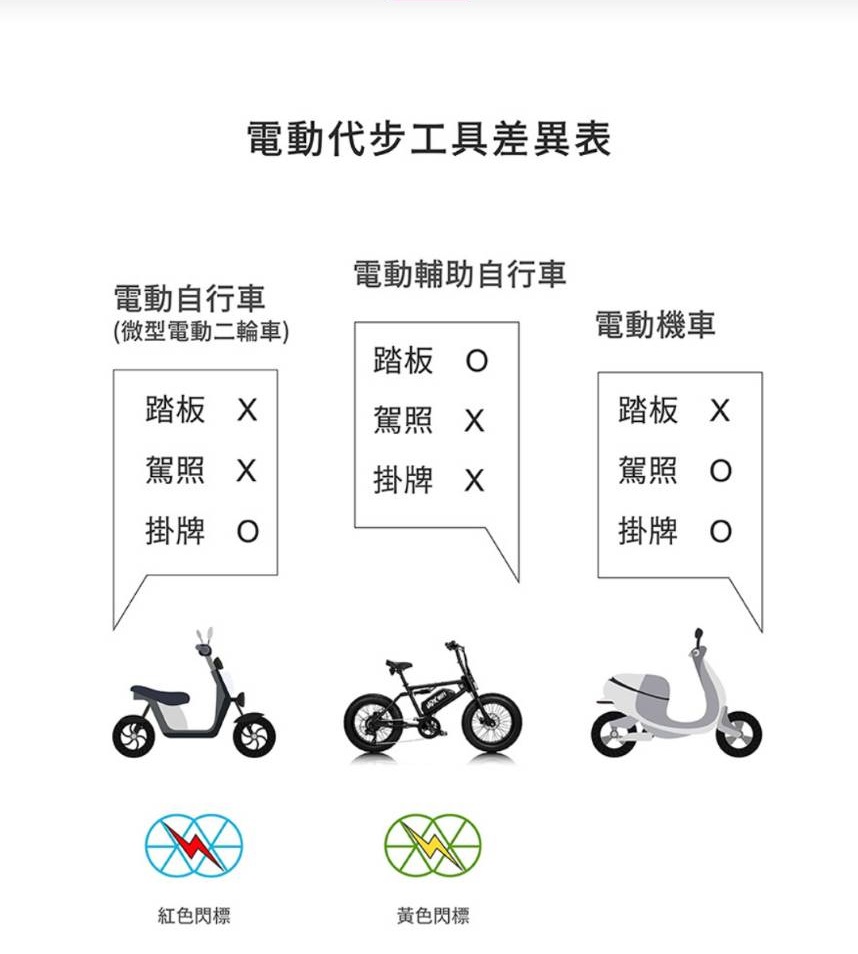 電動代步工具差異表
電動自行車
(微型電動二輪車)
踏板 X
駕照 X
掛牌 O
電動輔助自行車
踏板 O
駕照 X
掛牌 X
電動機車
踏板 X
駕照 O
掛牌 O
紅色閃標
黃色閃標